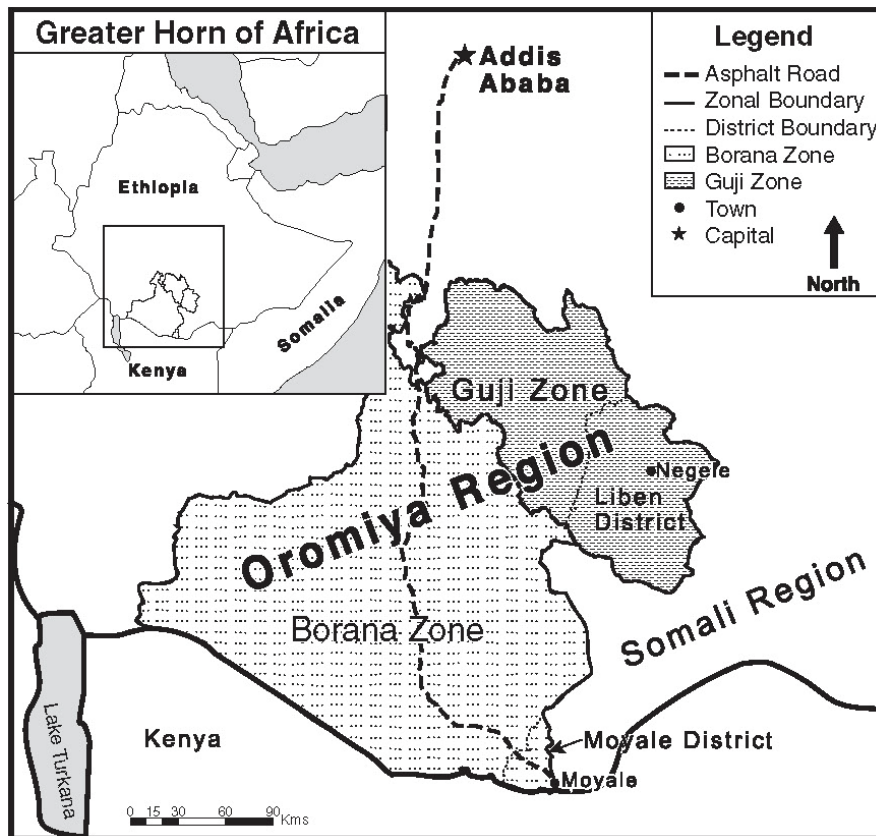 Greater Horn of Africa
Ethiopia
Somalia
Kenya
Addis
Ababa
Legend
Asphalt Road
Zonal Boundary
District Boundary
Borana Zone
Guji Zone
Town
Capital
North
Guji Zone
Negele
Liben
District
Oromiya Region
Somali Region
Borana Zone
Moyale District
Moyale
Kenya
Lake Turkana
0 15 30 60 90
Kms